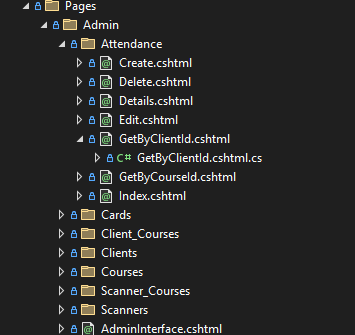 Pages
Admin
Attendance
Create.cshtml
Delete.cshtml
Details.cshtml
Edit.cshtml
GetByClientId.cshtml
C# GetByClientId.cshtml.cs
GetByCourseId.cshtml
Index.cshtml
Cards
Client_Courses
Clients
Courses
Scanner_Courses
Scanners
AdminInterface.cshtml